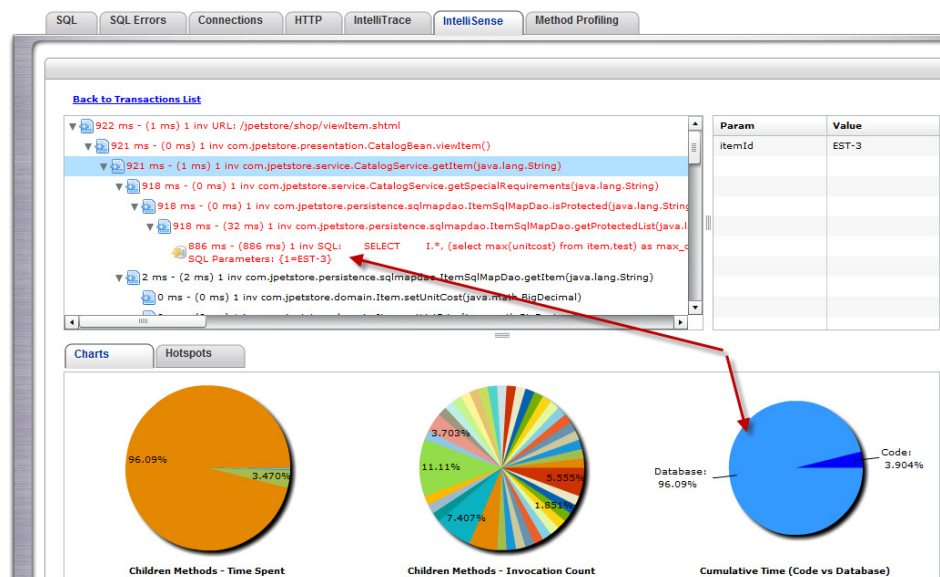 SQL SQL Errors Connections HTTP IntelliTrace IntelliSense Method Profiling
Back to Transactions List
922 ms - (1 ms) 1 inv URL: /jpetstore/shop/viewItem.shtml
921 ms - (0 ms) 1 inv com.jpetstore.presentation.CatalogBean.viewItem()
921 ms - (1 ms) 1 inv com.jpetstore.service.CatalogService.getItem(java.lang.String)
918 ms - (0 ms) 1 inv com.jpetstore.service.CatalogService.getSpecialRequirements(java.lang.String)
918 ms - (0 ms) 1 inv com.jpetstore.persistence.sqlmapdao.ItemSqlMapDao.isProtected(java.lang.String
918 ms - (32 ms) 1 inv com.jpetstore.persistence.sqlmapdao.ItemSqlMapDao.getProtectedList(java.l
886 ms - (886 ms) 1 inv SQL: SELECT I.*, (select max(unitcost) from item,test) as max_c
SQL Parameters: {1=EST-3}
2 ms - (2 ms) 1 inv com.jpetstore.persistence.sqlmapdao.ItemSqlMapDao.getItem(java.lang.String)
0 ms - (0 ms) 1 inv com.jpetstore.domain.Item.setUnitCost(java.math.BigDecimal)
Param Value
itemId EST-3
Charts Hotspots
96.09%
3.470%
Children Methods - Time Spent
3.703%
11.11%
7.407%
5.555%
1.851%
Children Methods - Invocation Count
Database:
96.09%
Code:
3.904%
Cumulative Time (Code vs Database)